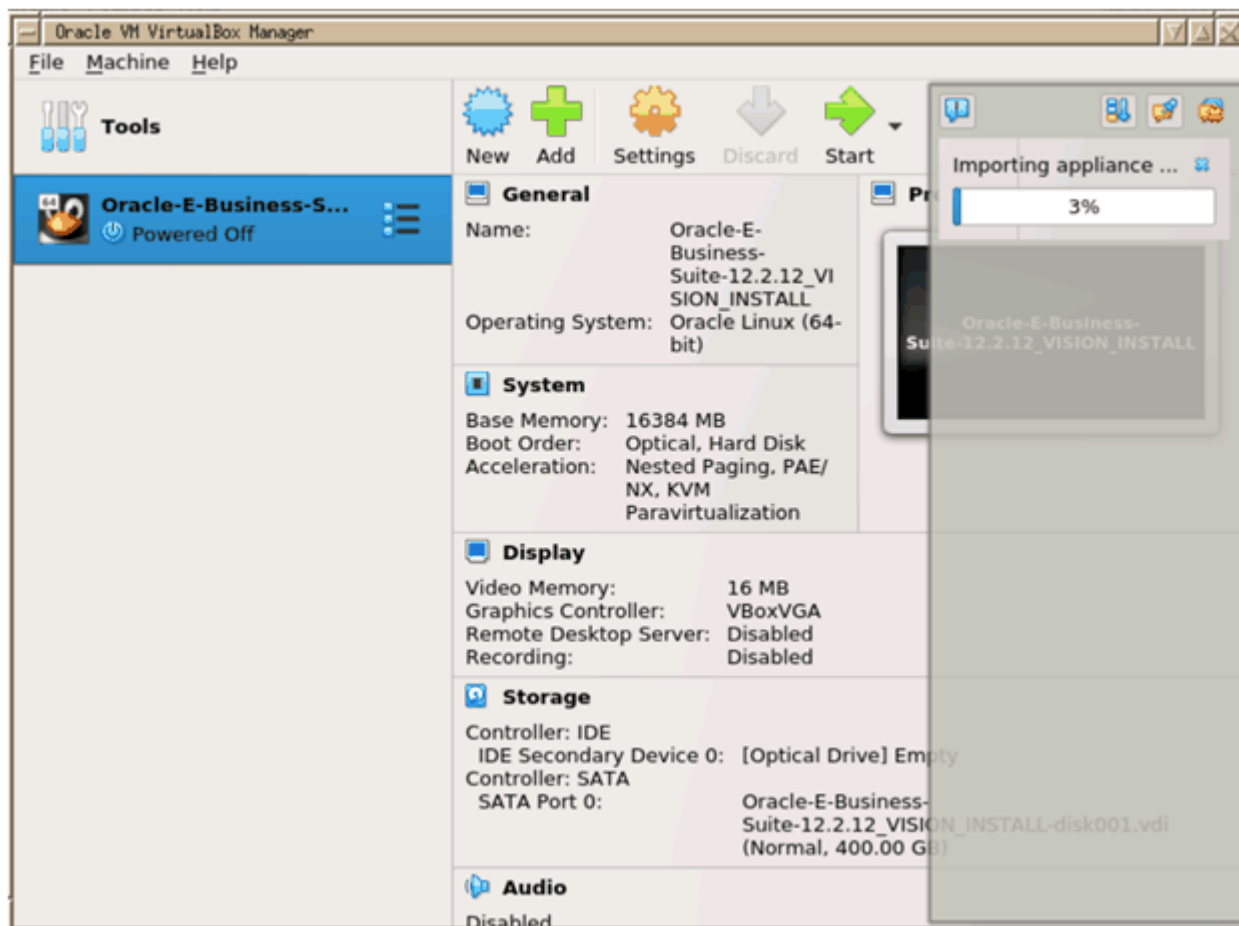 Oracle VM VirtualBox Manager
File Machine Help
Tools
New Add Settings Discard Start
Oracle-E-Business-S...
Powered Off
64
Importing appliance ...
3%
General
Name: Oracle-E-
Business-
Suite-12.2.12_VI
SION_INSTALL
Operating System: Oracle Linux (64-
bit)
Pr
Oracle-E-Business-
Suite-12.2.12_VISION_INSTALL
System
Base Memory: 16384 MB
Boot Order: Optical, Hard Disk
Acceleration: Nested Paging, PAE/
NX, KVM
Paravirtualization
Display
Video Memory: 16 MB
Graphics Controller: VBoxVGA
Remote Desktop Server: Disabled
Recording: Disabled
Storage
Controller: IDE
IDE Secondary Device 0: [Optical Drive] Empty
Controller: SATA
SATA Port 0: Oracle-E-Business-
Suite-12.2.12_VISION_INSTALL-disk001.vdi
(Normal, 400.00 GB)
Audio
Disabled